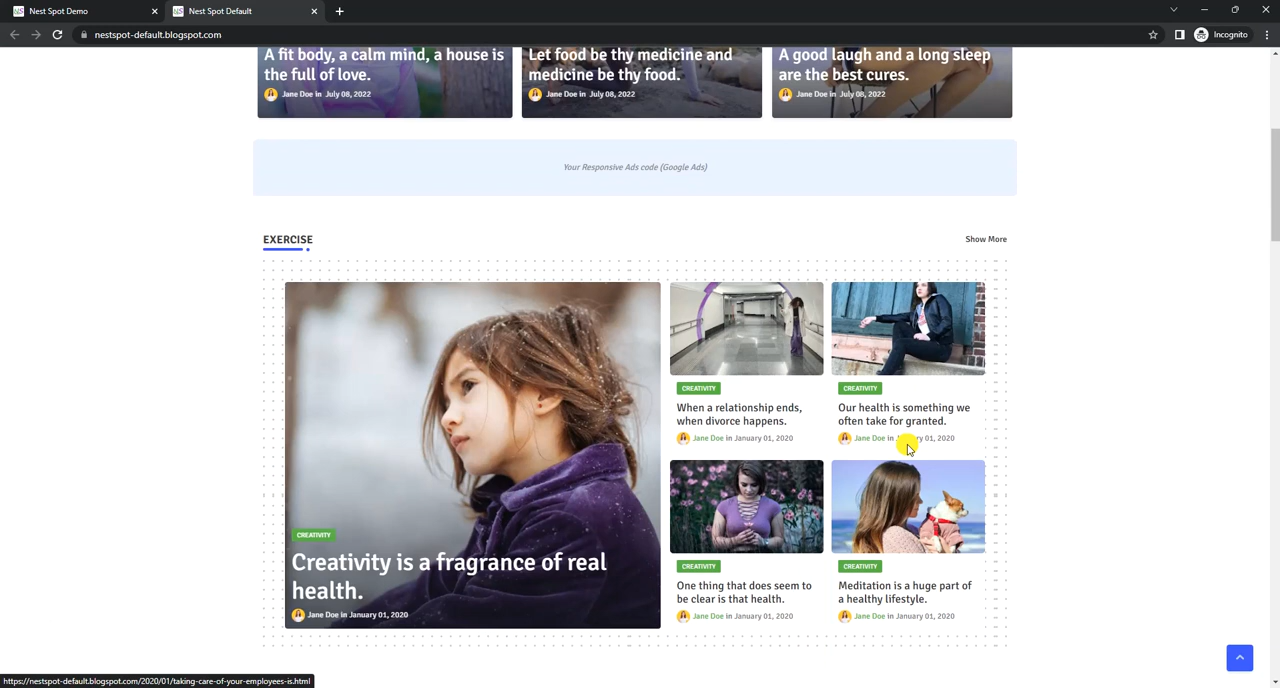 Nest Spot Demo
Nest Spot Default
nestspot-default.blogspot.com
Incognito
A fit body, a calm mind, a house is
the full of love.
Jane Doe in July 08, 2022
Let food be thy medicine and
medicine be thy food.
Jane Doe in July 08, 2022
A good laugh and a long sleep
are the best cures.
Jane Doe in July 08, 2022
Your Responsive Ads code (Google Ads)
EXERCISE
Show More
CREATIVITY
Creativity is a fragrance of real
health.
Jane Doe in January 01, 2020
CREATIVITY
When a relationship ends,
when divorce happens.
Jane Doe in January 01, 2020
CREATIVITY
Our health is something we
often take for granted.
Jane Doe in January 01, 2020
CREATIVITY
One thing that does seem to
be clear is that health.
Jane Doe in January 01, 2020
CREATIVITY
Meditation is a huge part of
a healthy lifestyle.
Jane Doe in January 01, 2020
https://nestspot-default.blogspot.com/2020/01/taking-care-of-your-employees-is.html